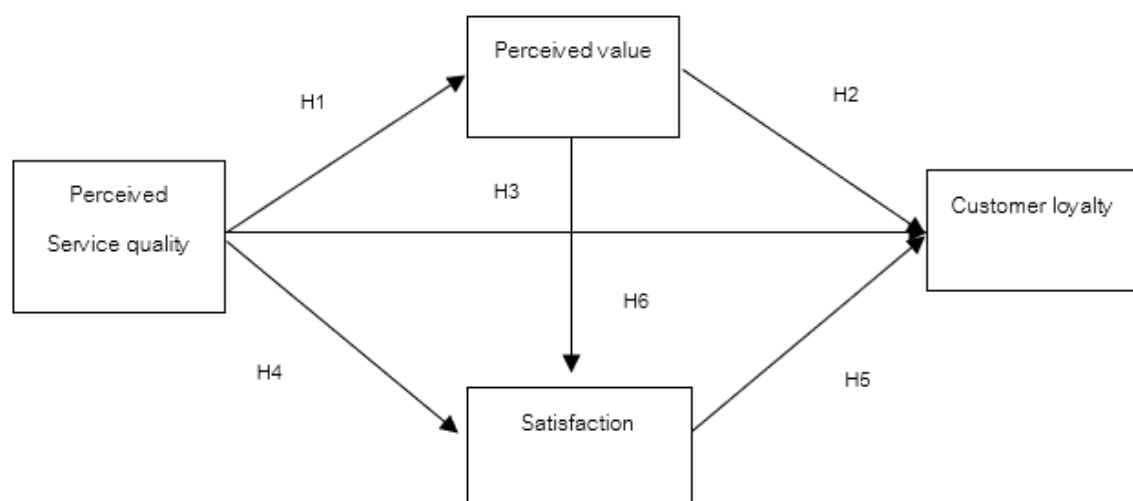 Perceived value
H1
H2
Perceived
Service quality
H3
Customer loyalty
H6
H4
H5
Satisfaction